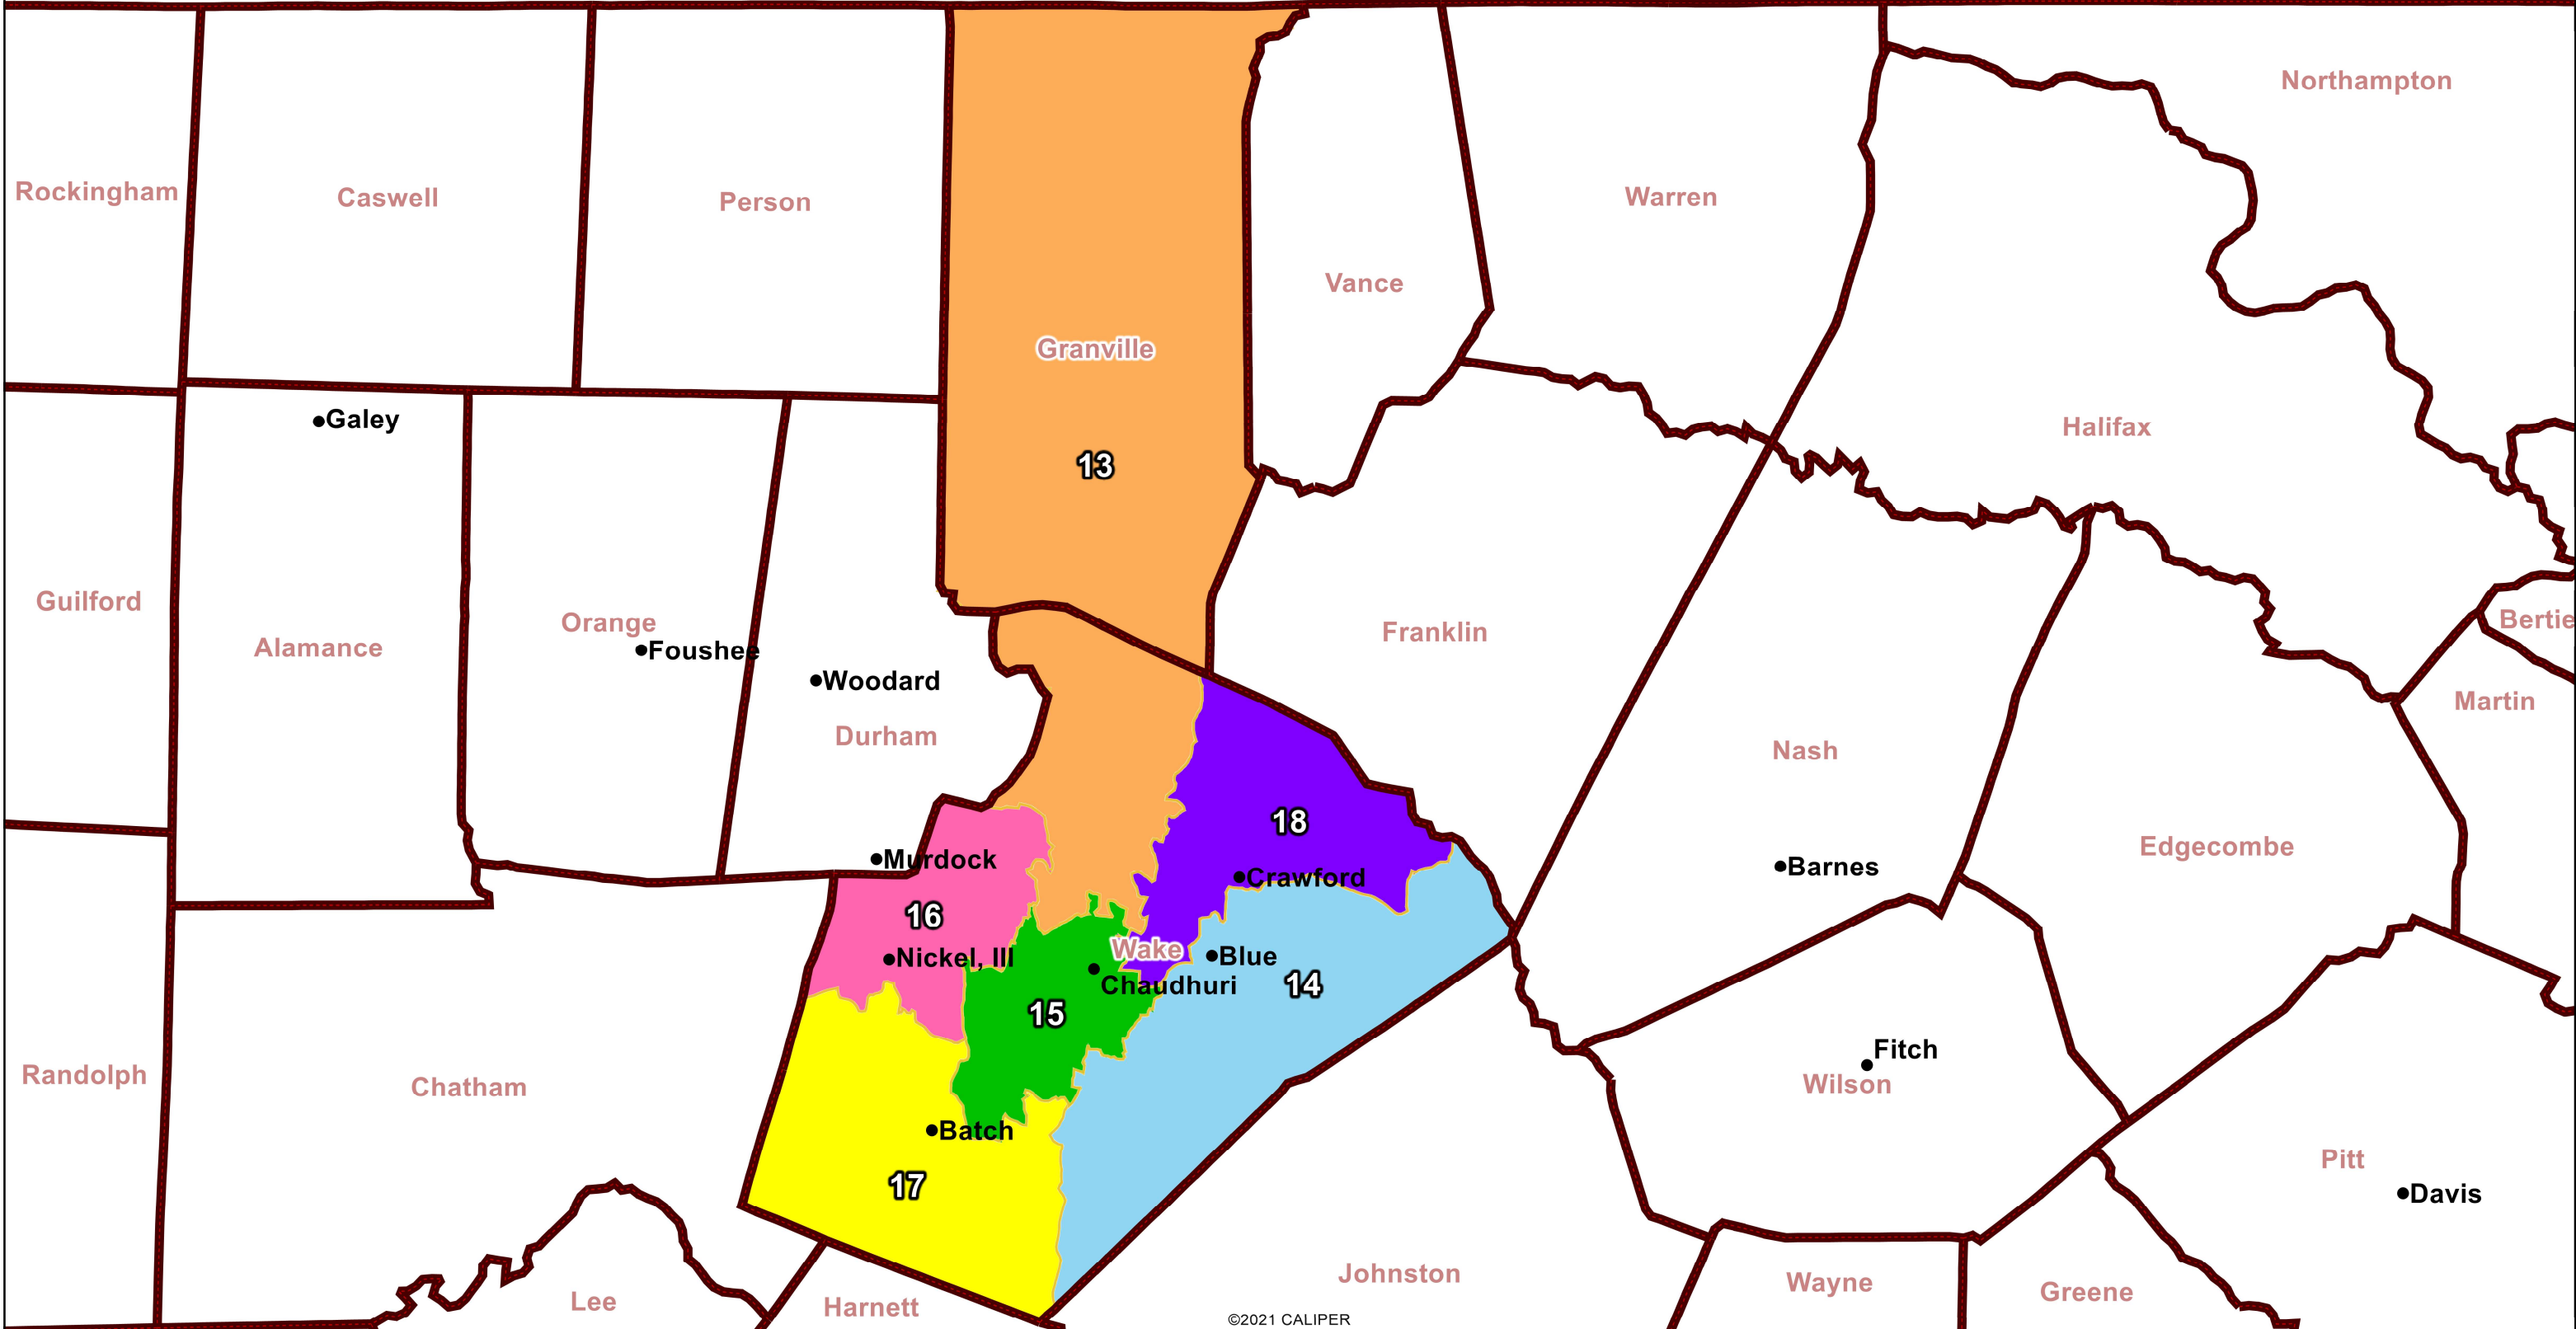 Northampton
Rockingham
Caswell
Person
Warren
Vance
Granville
Galey
Halifax
13
Guilford
Alamance
Orange
Foushee
Woodard
Durham
Franklin
Bertie
Martin
Nash
18
Murdock
Crawford
Barnes
Edgecombe
16
Wake
Nickel, III
Blue
Chaudhuri
14
15
Fitch
Wilson
Randolph
Chatham
Batch
17
Pitt
Davis
Johnston
Wayne
Greene
Lee
Harnett
©2021 CALIPER